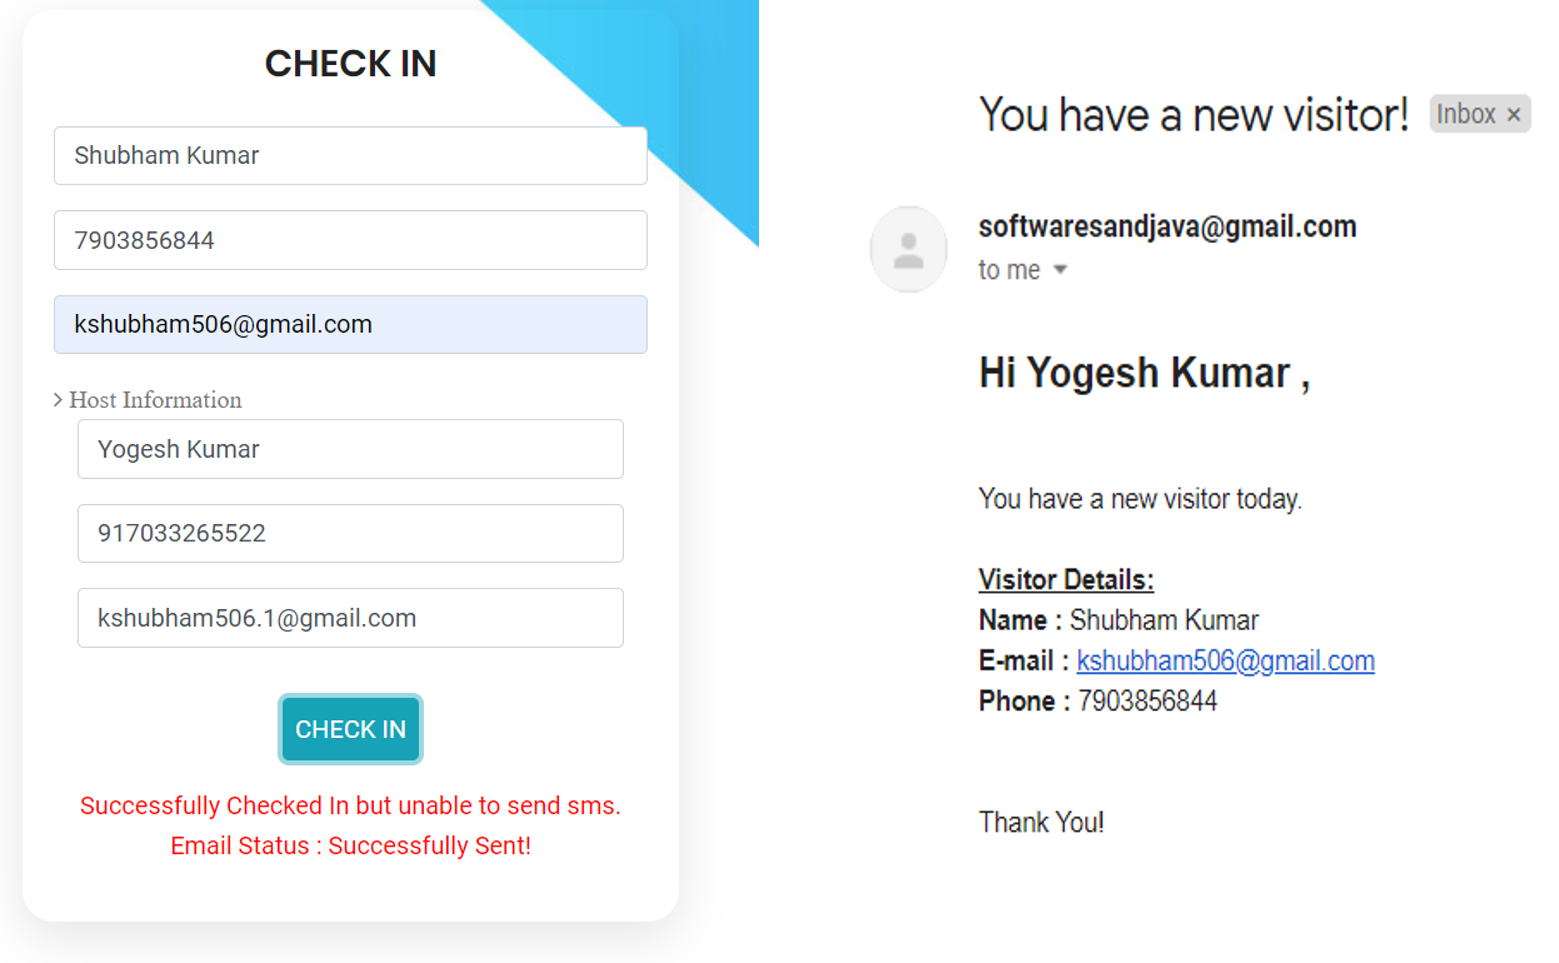 CHECK IN
Shubham Kumar
7903856844
kshubham506@gmail.com
> Host Information
Yogesh Kumar
917033265522
kshubham506.1@gmail.com
CHECK IN
Successfully Checked In but unable to send sms.
Email Status : Successfully Sent!
You have a new visitor! Inbox ×
softwaresandjava@gmail.com
to me
Hi Yogesh Kumar ,
You have a new visitor today.
Visitor Details:
Name : Shubham Kumar
E-mail : kshubham506@gmail.com
Phone : 7903856844
Thank You!